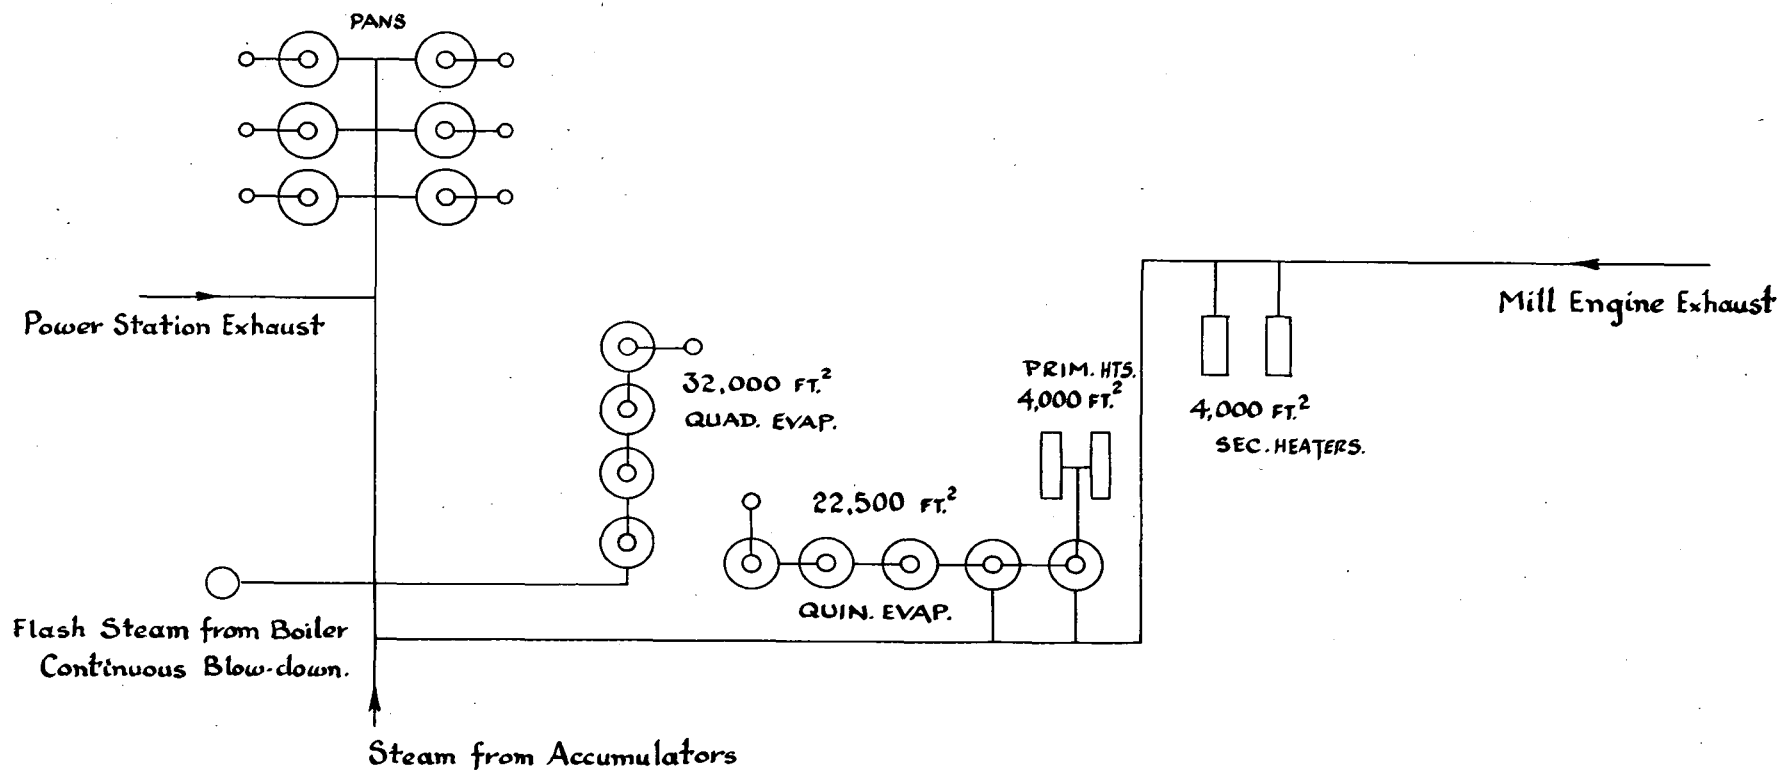 PANS
Power Station Exhaust
Mill Engine Exhaust
32,000 FT.²
QUAD. EVAP.
PRIM. HTS.
4,000 FT.²
4,000 FT.²
SEC. HEATERS.
22,500 FT.²
QUIN. EVAP.
Flash Steam from Boiler
Continuous Blow-down.
Steam from Accumulators